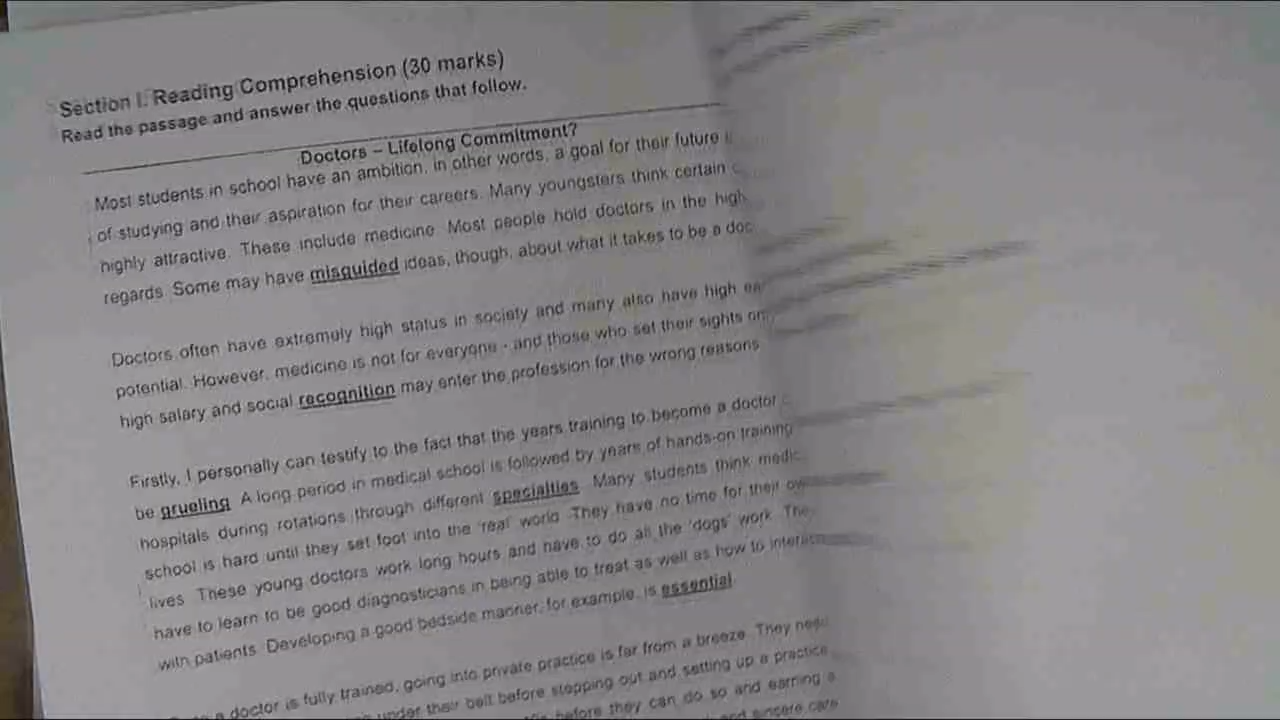 Section I. Reading Comprehension (30 marks)
Read the passage and answer the questions that follow.
Doctors – Lifelong Commitment?
Most students in school have an ambition, in other words, a goal for their future
of studying and their aspiration for their careers. Many youngsters think certain
highly attractive. These include medicine. Most people hold doctors in the high
regards. Some may have misguided ideas, though, about what it takes to be a doc
Doctors often have extremely high status in society and many also have high ea
potential. However, medicine is not for everyone - and those who set their sights on
high salary and social recognition may enter the profession for the wrong reasons
Firstly, I personally can testify to the fact that the years training to become a doctor
be grueling. A long period in medical school is followed by years of hands-on training
hospitals during rotations through different specialties. Many students think medic
school is hard until they set foot into the 'real' world. They have no time for their ow
lives. These young doctors work long hours and have to do all the 'dogs' work. The
have to learn to be good diagnosticians in being able to treat as well as how to interac
with patients. Developing a good bedside manner, for example, is essential.
a doctor is fully trained, going into private practice is far from a breeze. They nee
under their belt before stepping out and setting up a practice
before they can do so and earning a
and sincere care